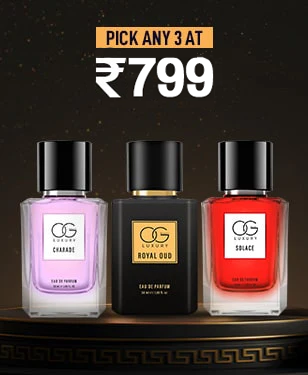 PICK ANY 3 AT
₹799
OG
LUXURY
CHARADE
EAU DE PARFUM
OG
LUXURY
ROYAL OUD
EAU DE PARFUM
OG
LUXURY
SOLACE
EAU DE PARFUM